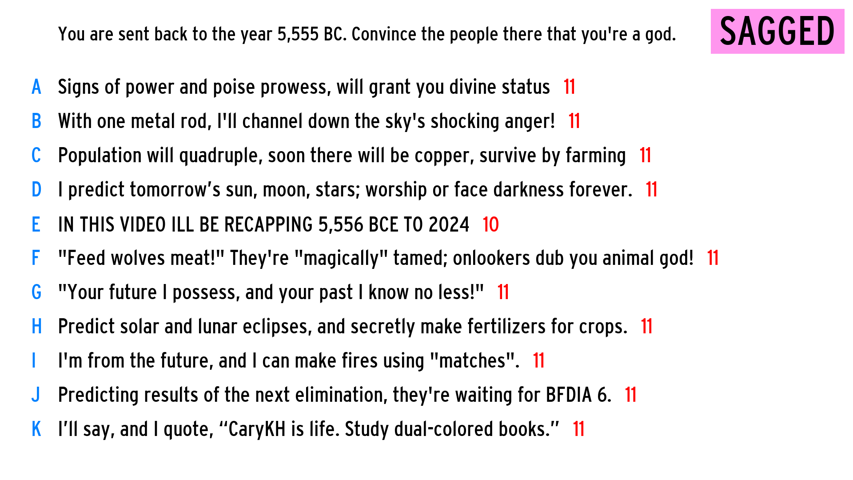 You are sent back to the year 5,555 BC. Convince the people there that you're a god.
SAGGED
A Signs of power and poise prowess, will grant you divine status 11
B With one metal rod, I'll channel down the sky's shocking anger! 11
C Population will quadruple, soon there will be copper, survive by farming 11
D I predict tomorrow’s sun, moon, stars; worship or face darkness forever. 11
E IN THIS VIDEO ILL BE RECAPPING 5,556 BCE TO 2024 10
F "Feed wolves meat!" They're "magically" tamed; onlookers dub you animal god! 11
G "Your future I possess, and your past I know no less!" 11
H Predict solar and lunar eclipses, and secretly make fertilizers for crops. 11
I I'm from the future, and I can make fires using "matches". 11
J Predicting results of the next elimination, they're waiting for BFDIA 6. 11
K I’ll say, and I quote, “CaryKH is life. Study dual-colored books.” 11